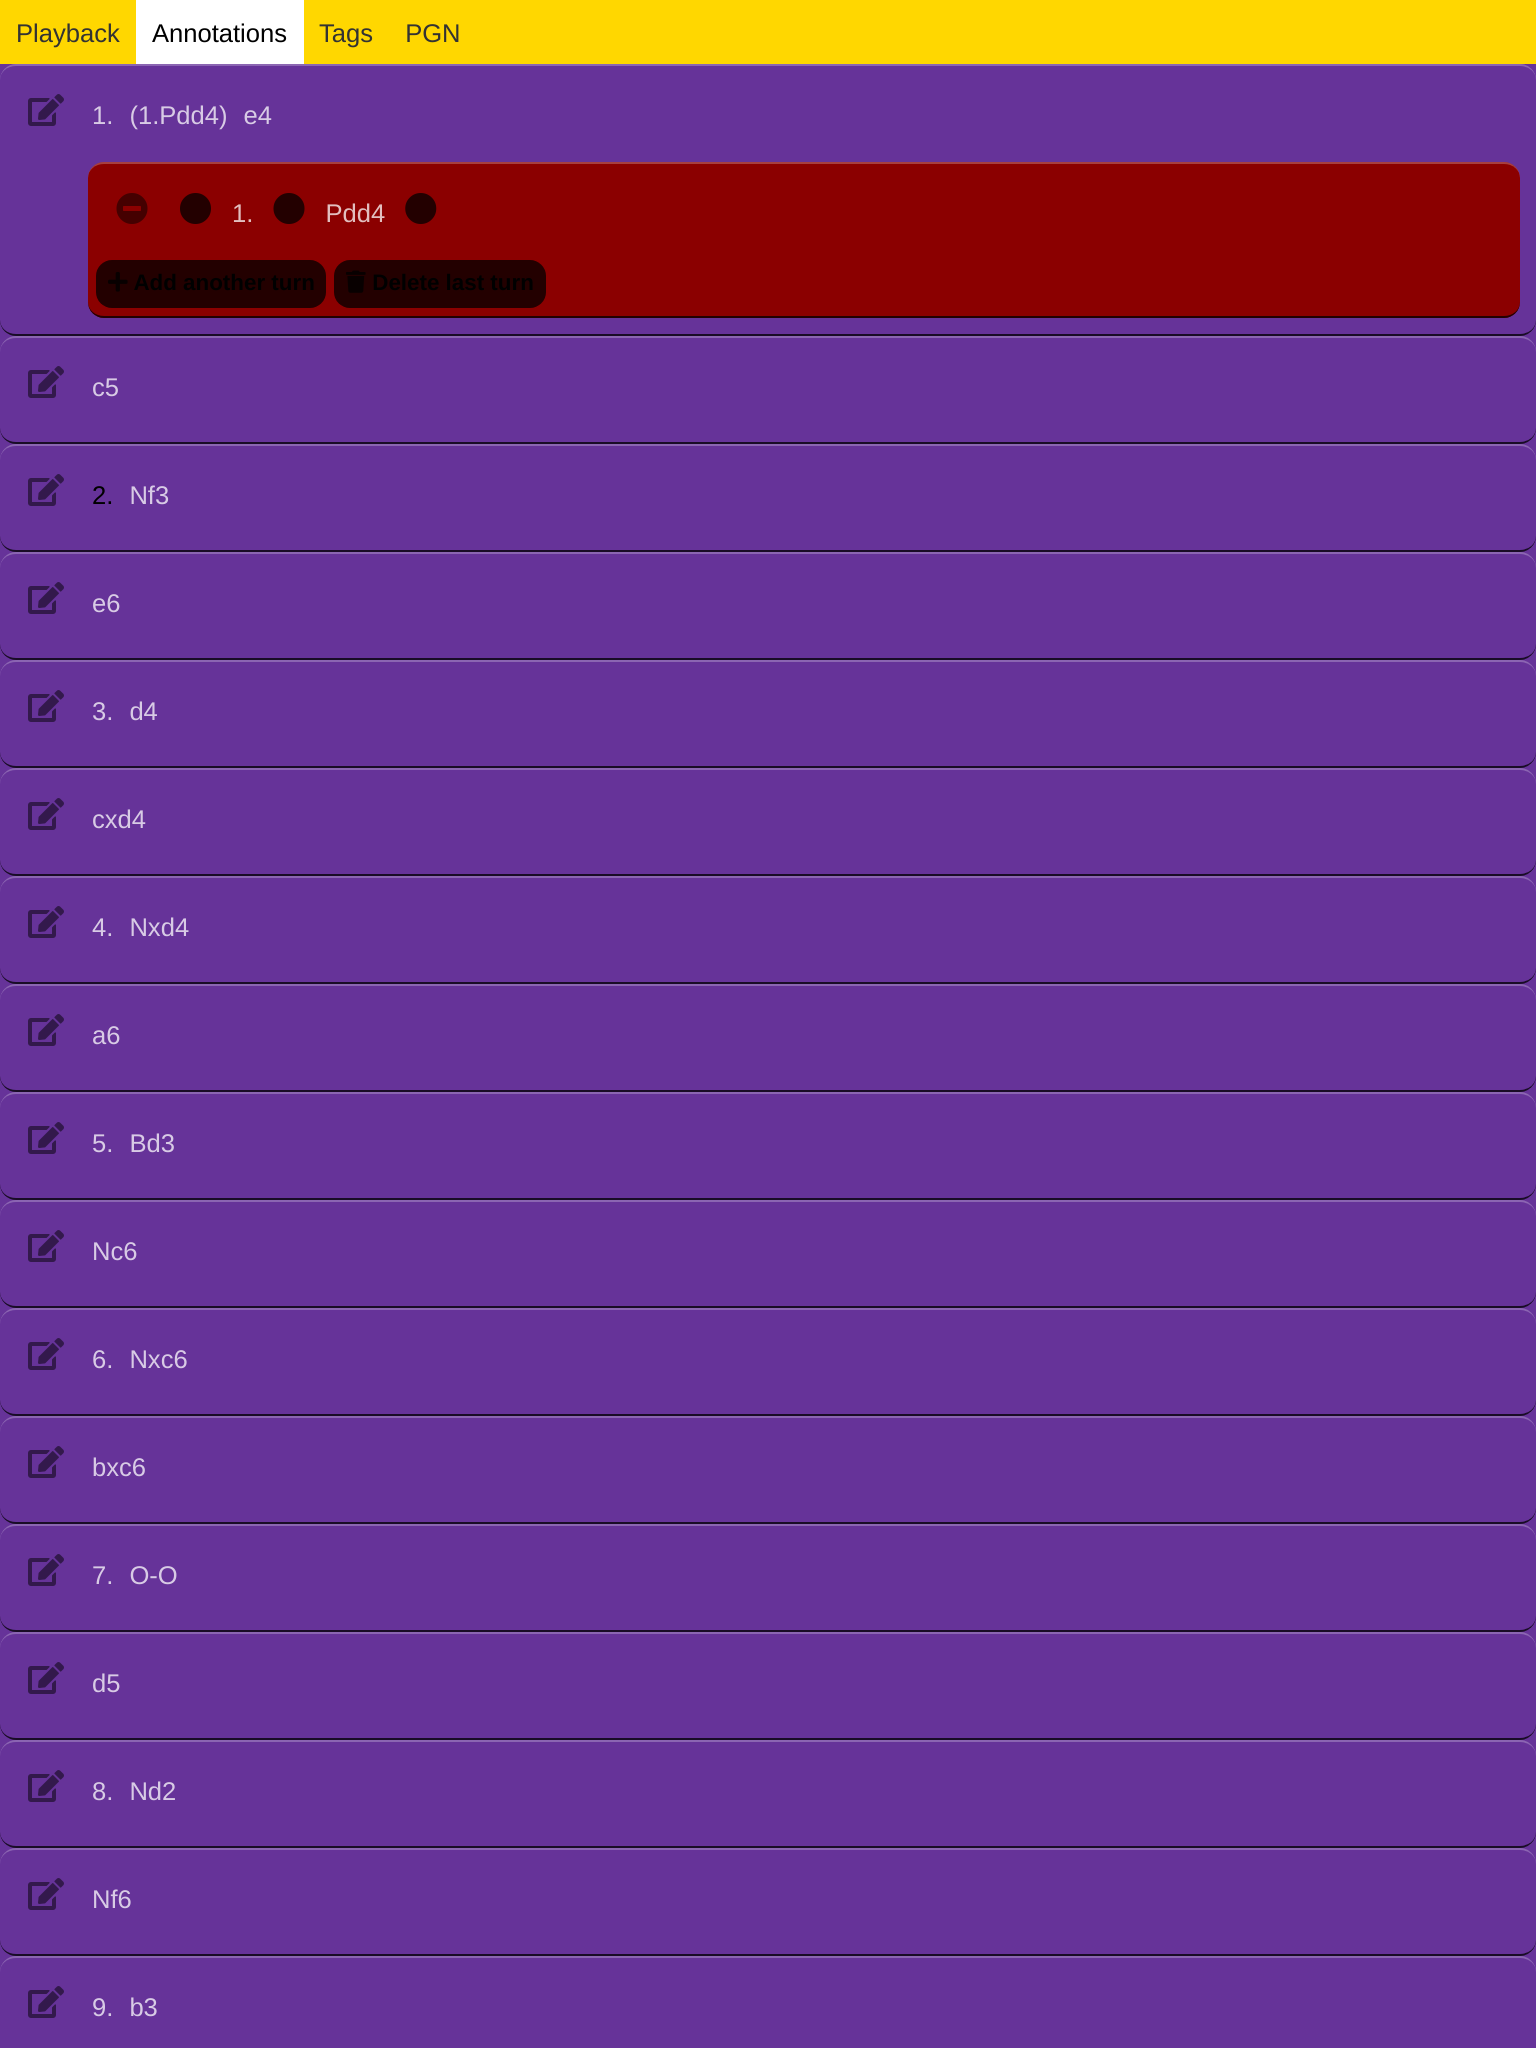 Playback Annotations Tags PGN
1. (1.Pdd4) e4
1. Pdd4
Add another turn Delete last turn
c5
2. Nf3
e6
3. d4
cxd4
4. Nxd4
a6
5. Bd3
Nc6
6. Nxc6
bxc6
7. O-O
d5
8. Nd2
Nf6
9. b3